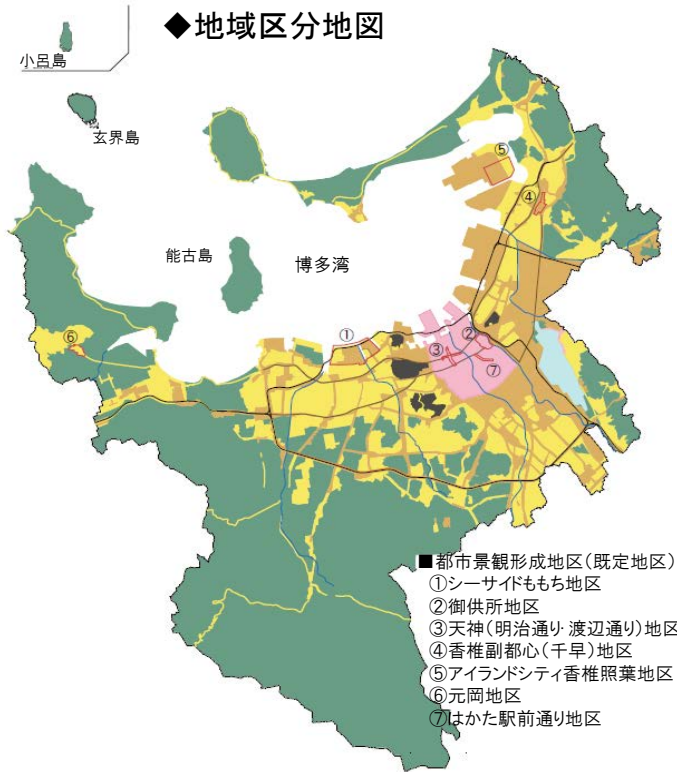 ◆地域区分地図
小呂島
玄界島
能古島
博多湾
⑤
④
⑥
①
②
③
⑦
■都市景観形成地区(既定地区)
①シーサイドももち地区
②御供所地区
③天神(明治通り・渡辺通り)地区
④香椎副都心(千早)地区
⑤アイランドシティ香椎照葉地区
⑥元岡地区
⑦はかた駅前通り地区